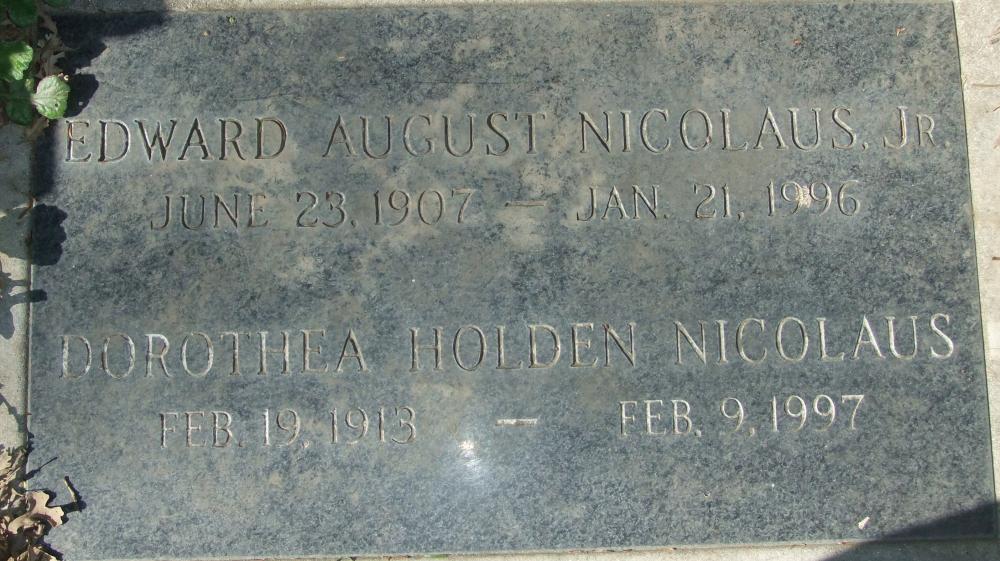 EDWARD AUGUST NICOLAUS, JR.
JUNE 23, 1907 — JAN. 21, 1996
DOROTHEA HOLDEN NICOLAUS
FEB. 19, 1913 — FEB. 9, 1997